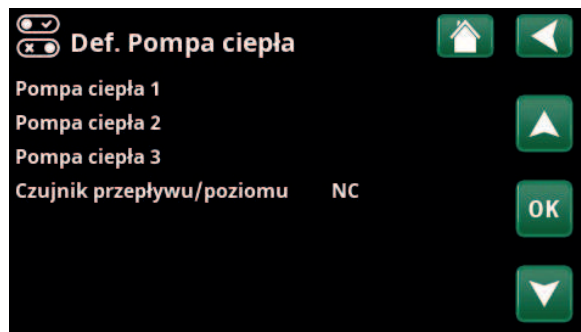 Def. Pompa ciepła
Pompa ciepła 1
Pompa ciepła 2
Pompa ciepła 3
Czujnik przepływu/poziomu NC
OK